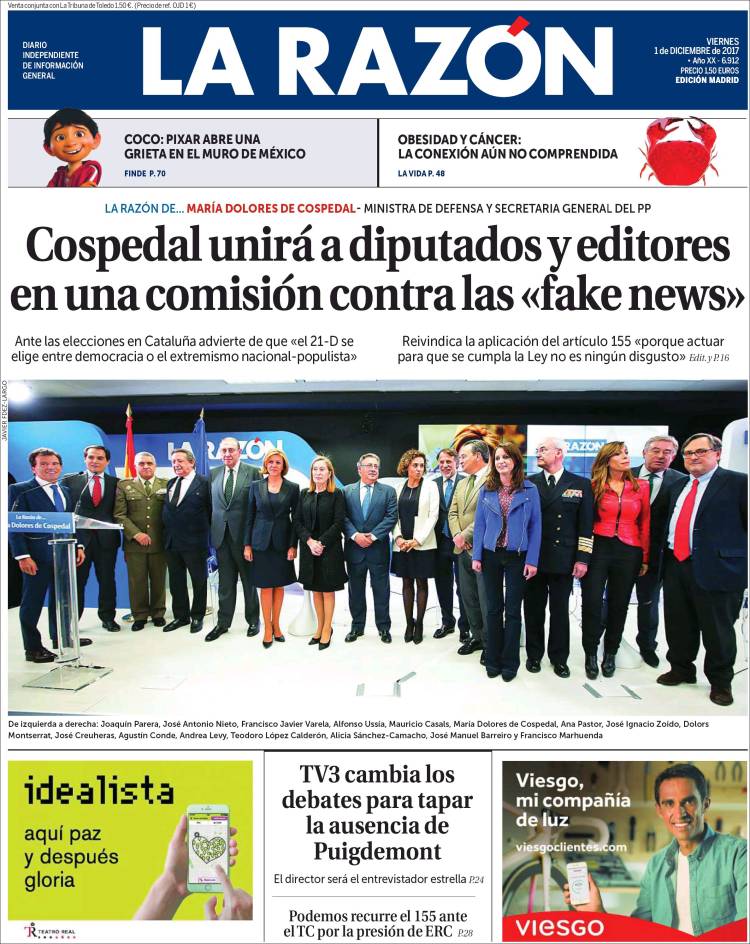 Venta conjunta con La Tribuna de Toledo 1,50 €. (Precio de ref. OJD 1 €)
DIARIO
INDEPENDIENTE
DE INFORMACIÓN
GENERAL
LA RAZÓN
VIERNES
1 de DICIEMBRE de 2017
• Año XX - 6.912
PRECIO 1,50 EUROS
EDICIÓN MADRID
COCO: PIXAR ABRE UNA
GRIETA EN EL MURO DE MÉXICO
FINDE P. 70
OBESIDAD Y CÁNCER:
LA CONEXIÓN AÚN NO COMPRENDIDA
LA VIDA P. 48
LA RAZÓN DE... MARÍA DOLORES DE COSPEDAL- MINISTRA DE DEFENSA Y SECRETARIA GENERAL DEL PP
Cospedal unirá a diputados y editores
en una comisión contra las «fake news»
Ante las elecciones en Cataluña advierte de que «el 21-D se
elige entre democracia o el extremismo nacional-populista»
Reivindica la aplicación del artículo 155 «porque actuar
para que se cumpla la Ley no es ningún disgusto» Edit. y P.16
JAVIER FDEZ-LARGO
LA RAZÓN
LA RAZÓN
La Razón de...
a Dolores de Cospedal
De izquierda a derecha: Joaquín Parera, José Antonio Nieto, Francisco Javier Varela, Alfonso Ussía, Mauricio Casals, María Dolores de Cospedal, Ana Pastor, José Ignacio Zoido, Dolors
Montserrat, José Creuheras, Agustín Conde, Andrea Levy, Teodoro López Calderón, Alicia Sánchez-Camacho, José Manuel Barreiro y Francisco Marhuenda
idealista
aquí paz
y después
gloria
TEATRO REAL
TV3 cambia los
debates para tapar
la ausencia de
Puigdemont
El director será el entrevistador estrella P.24
Podemos recurre el 155 ante
el TC por la presión de ERC P.28
Viesgo,
mi compañía
de luz
viesgoclientes.com
viesgo